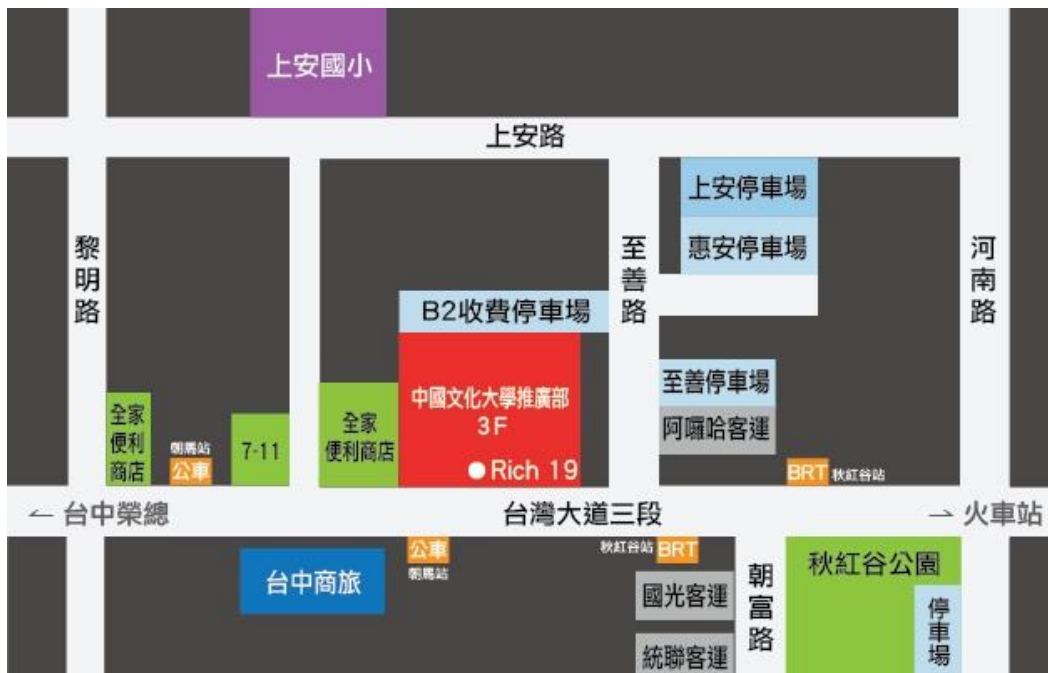 上安國小
上安路
上安停車場
惠安停車場
黎明路
至善路
河南路
B2收費停車場
中國文化大學推廣部
3F
Rich 19
至善停車場
阿囉哈客運
全家
便利
商店
朝馬站
公車
7-11
全家
便利商店
BRT 秋紅谷站
← 台中榮總
台灣大道三段
→ 火車站
台中商旅
公車
朝馬站
秋紅谷站 BRT
國光客運
統聯客運
朝富路
秋紅谷公園
停車場